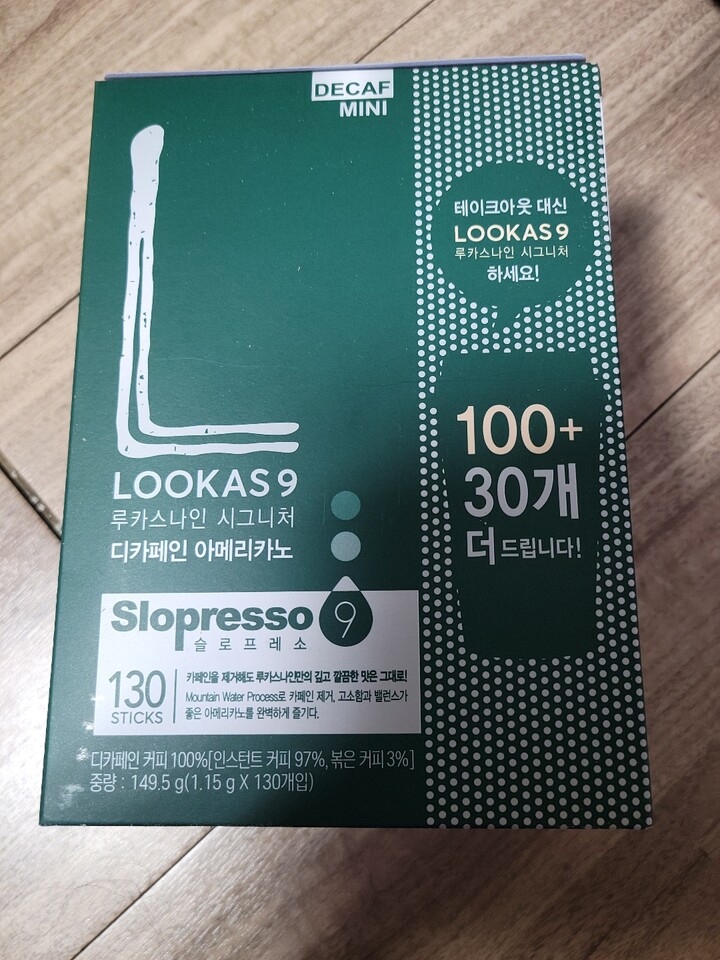 DECAF
MINI
테이크아웃 대신
LOOKAS 9
루카스나인 시그니처
하세요!
100+
30개
더 드립니다!
LOOKAS 9
루카스나인 시그니처
디카페인 아메리카노
Slopresso 9
슬로프레소
130
STICKS
카페인을 제거해도 루카스나인만의 깊고 깔끔한 맛은 그대로!
Mountain Water Process로 카페인 제거, 고소함과 밸런스가
좋은 아메리카노를 완벽하게 즐기다.
디카페인 커피 100%[인스턴트 커피 97%, 볶은 커피 3%]
중량 : 149.5 g(1.15 g X 130개입)